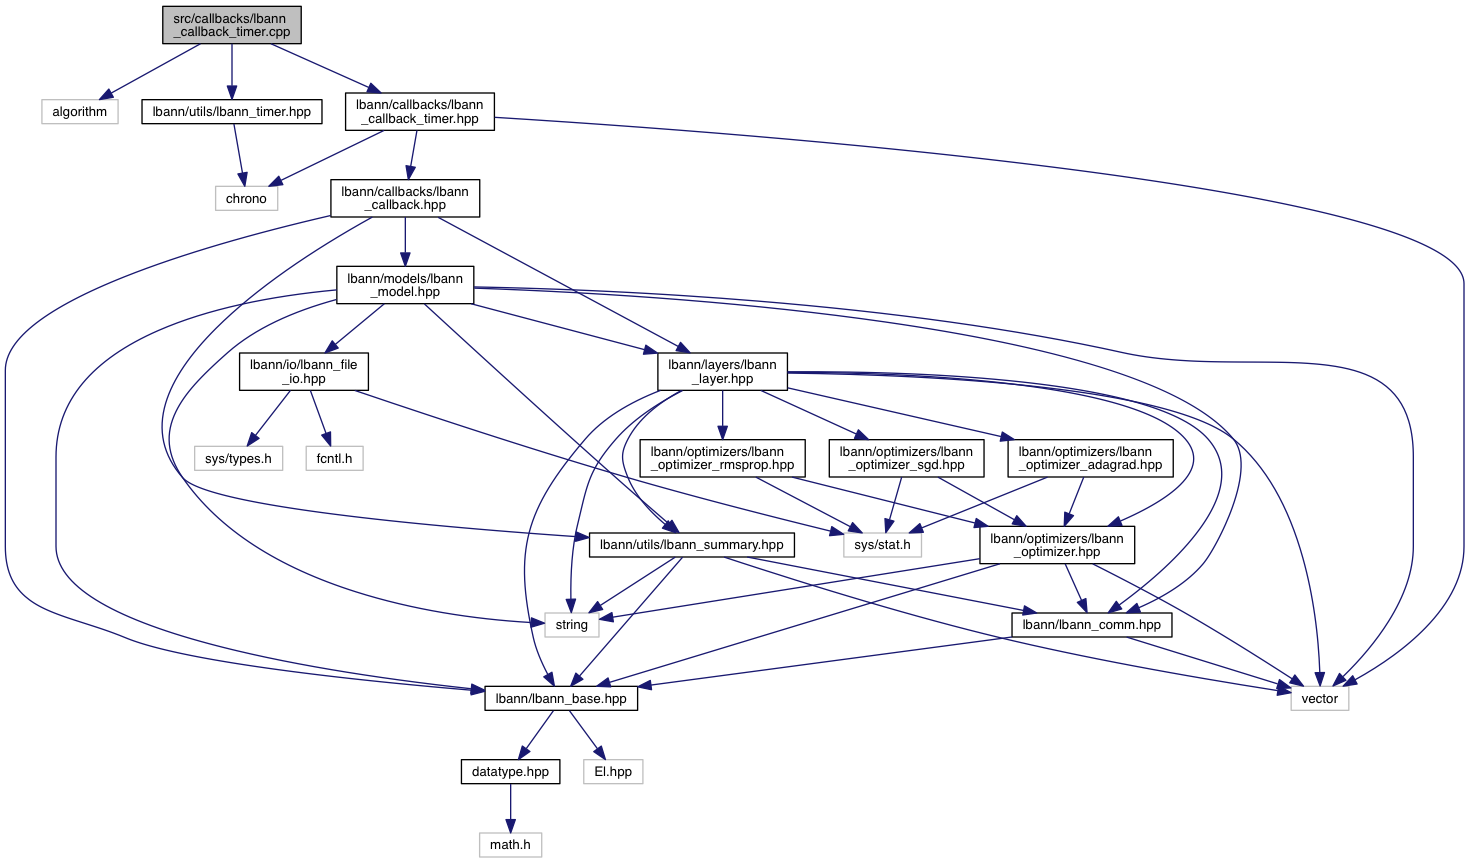 src/callbacks/lbann
_callback_timer.cpp
algorithm
lbann/utils/lbann_timer.hpp
lbann/callbacks/lbann
_callback_timer.hpp
chrono
lbann/callbacks/lbann
_callback.hpp
lbann/models/lbann
_model.hpp
lbann/io/lbann_file
_io.hpp
lbann/layers/lbann
_layer.hpp
sys/types.h
fcntl.h
lbann/optimizers/lbann
_optimizer_rmsprop.hpp
lbann/optimizers/lbann
_optimizer_sgd.hpp
lbann/optimizers/lbann
_optimizer_adagrad.hpp
lbann/utils/lbann_summary.hpp
sys/stat.h
lbann/optimizers/lbann
_optimizer.hpp
string
lbann/lbann_comm.hpp
lbann/lbann_base.hpp
vector
datatype.hpp
El.hpp
math.h